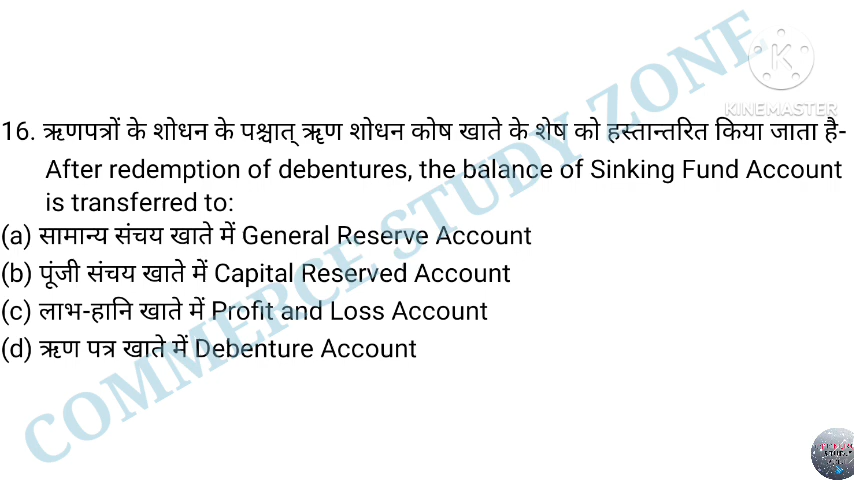 K
KINEMASTER
16. ऋणपत्रों के शोधन के पश्चात् ऋण शोधन कोष खाते के शेष को हस्तान्तरित किया जाता है-
After redemption of debentures, the balance of Sinking Fund Account
is transferred to:
(a) सामान्य संचय खाते में General Reserve Account
(b) पूंजी संचय खाते में Capital Reserved Account
(c) लाभ-हानि खाते में Profit and Loss Account
(d) ऋण पत्र खाते में Debenture Account
COMMERCE STUDY ZONE